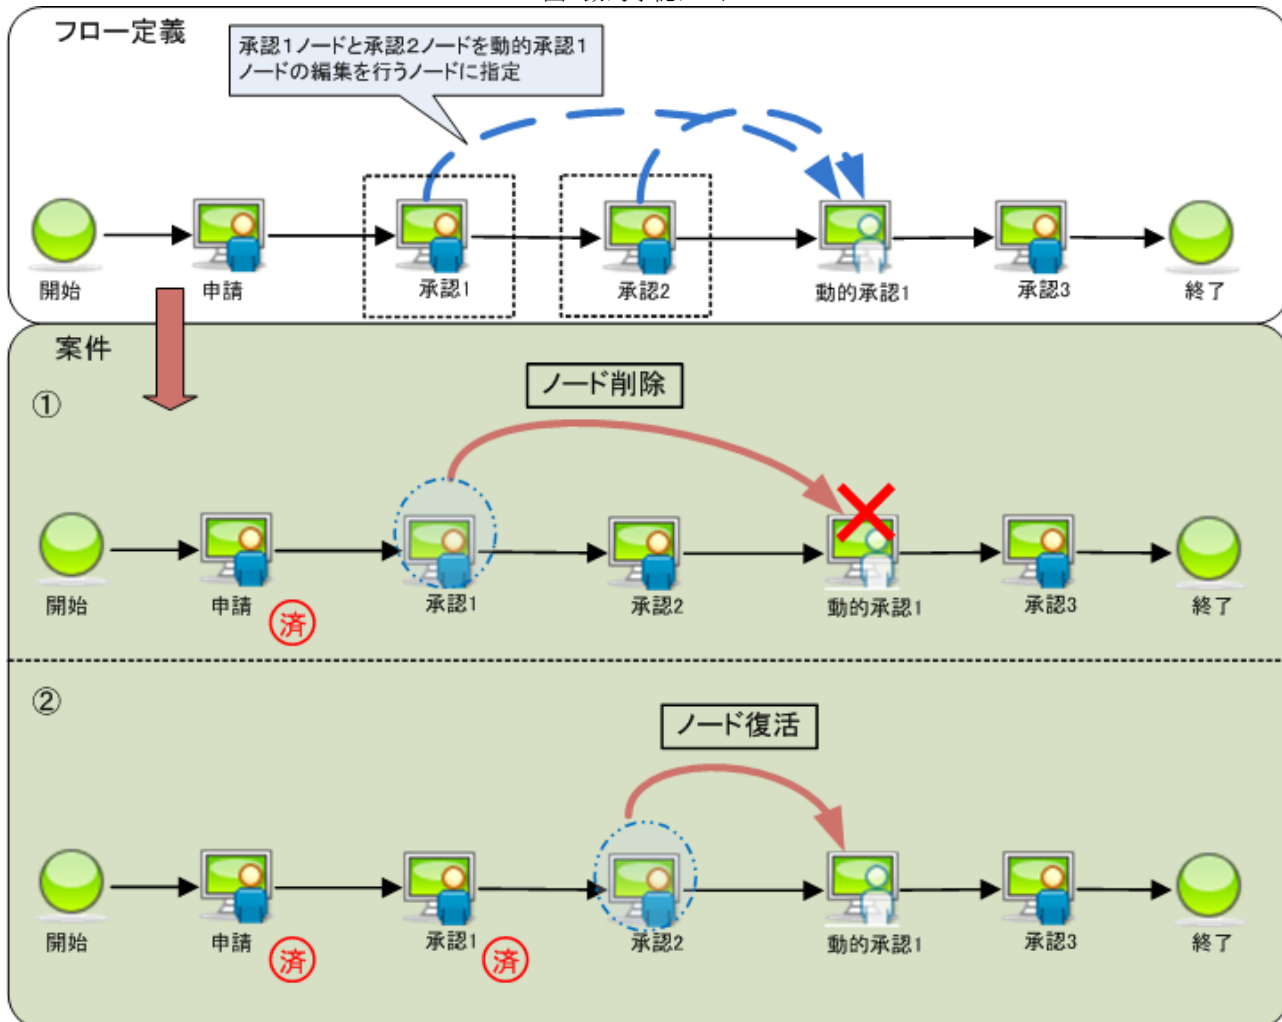 フロー定義
承認1ノードと承認2ノードを動的承認1
ノードの編集を行うノードに指定
開始
申請
承認1
承認2
動的承認1
承認3
終了
案件
①
ノード削除
開始
申請
済
承認1
承認2
動的承認1
承認3
終了
②
ノード復活
開始
申請
済
承認1
済
承認2
動的承認1
承認3
終了